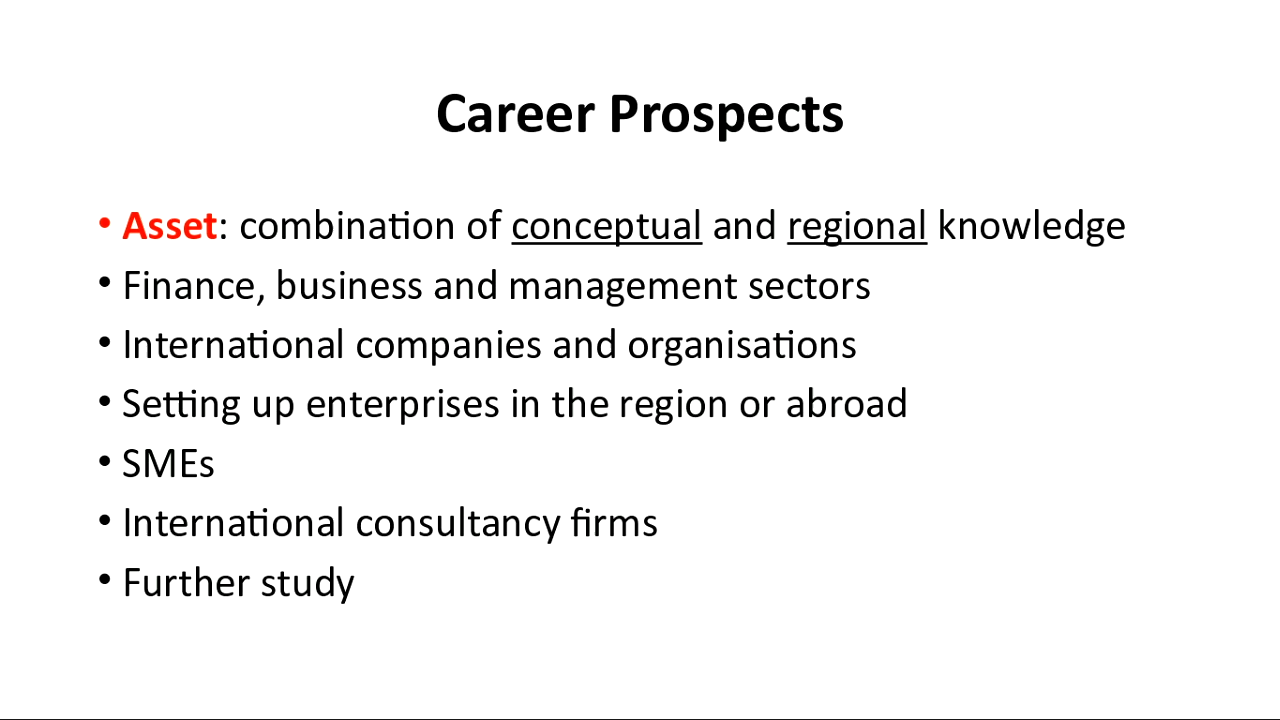 Career Prospects
• Asset: combination of conceptual and regional knowledge
• Finance, business and management sectors
• International companies and organisations
• Setting up enterprises in the region or abroad
• SMEs
• International consultancy firms
• Further study